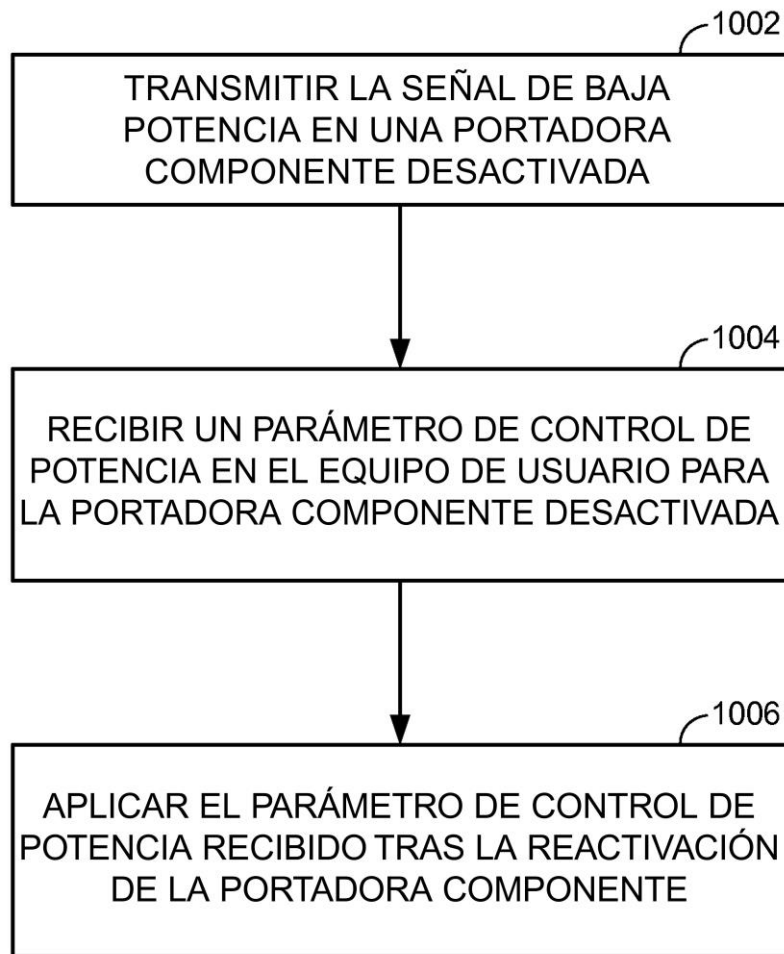 1002
TRANSMITIR LA SEÑAL DE BAJA
POTENCIA EN UNA PORTADORA
COMPONENTE DESACTIVADA
1004
RECIBIR UN PARÁMETRO DE CONTROL DE
POTENCIA EN EL EQUIPO DE USUARIO PARA
LA PORTADORA COMPONENTE DESACTIVADA
1006
APLICAR EL PARÁMETRO DE CONTROL DE
POTENCIA RECIBIDO TRAS LA REACTIVACIÓN
DE LA PORTADORA COMPONENTE